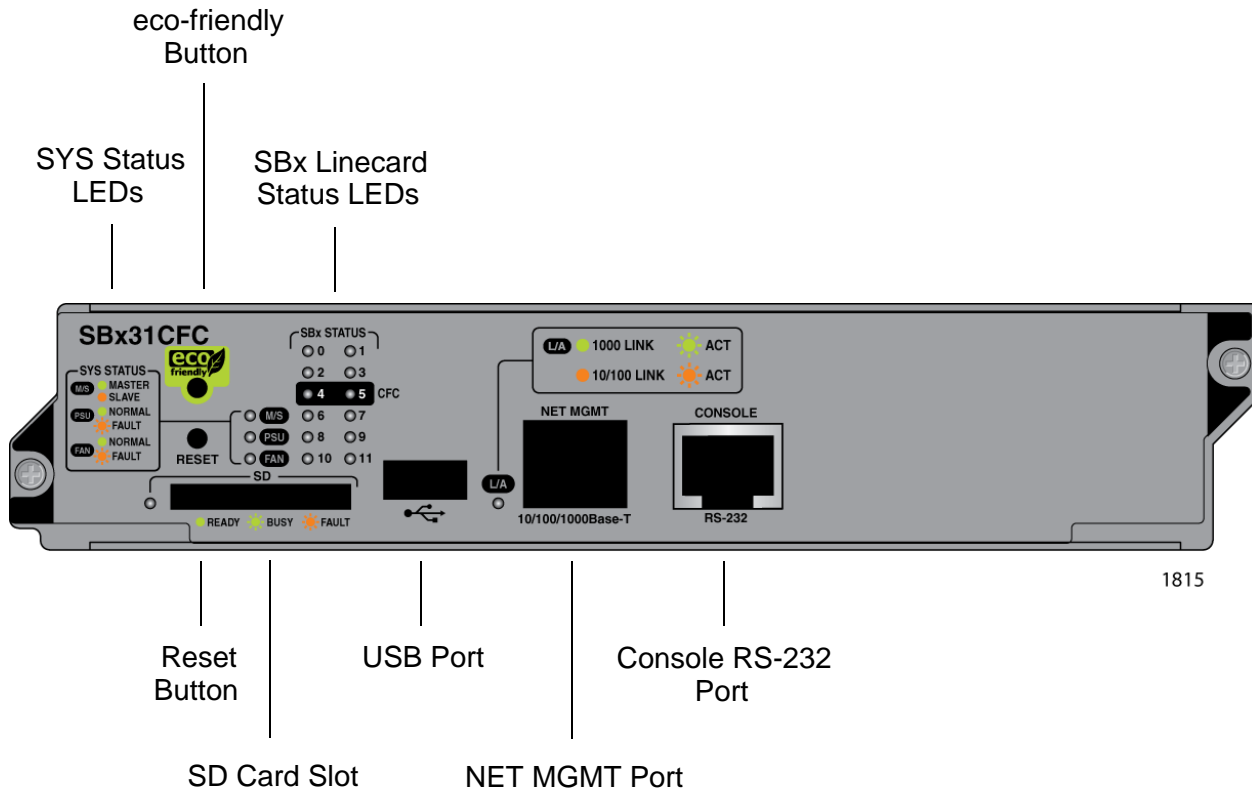 eco-friendly
Button
SYS Status
LEDs
SBx Linecard
Status LEDs
SBx31CFC
eco
friendly
SYS STATUS
M/S MASTER
SLAVE
PSU NORMAL
FAULT
FAN NORMAL
FAULT
RESET
SBx STATUS
0 1
2 3
4 5 CFC
M/S 6 7
PSU 8 9
FAN 10 11
SD
READY BUSY FAULT
L/A 1000 LINK ACT
10/100 LINK ACT
L/A
NET MGMT
10/100/1000Base-T
CONSOLE
RS-232
1815
Reset
Button
USB Port
Console RS-232
Port
SD Card Slot
NET MGMT Port